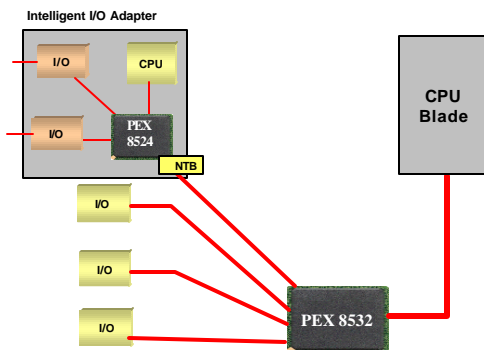 Intelligent I/O Adapter
I/O
CPU
CPU
Blade
I/O
PEX
8524
NTB
I/O
I/O
I/O
PEX 8532